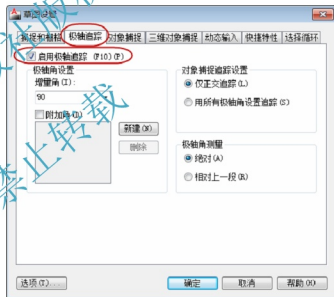 草图设置
捕捉和栅格 极轴追踪 对象捕捉 三维对象捕捉 动态输入 快捷特性 选择循环
启用极轴追踪 (F10)(P)
极轴角设置
增量角(I):
90
附加角(D)
新建(N)
删除
对象捕捉追踪设置
仅正交追踪(L)
用所有极轴角设置追踪(S)
极轴角测量
绝对(A)
相对上一段(R)
选项(T)...
确定 取消 帮助(H)
禁止转载